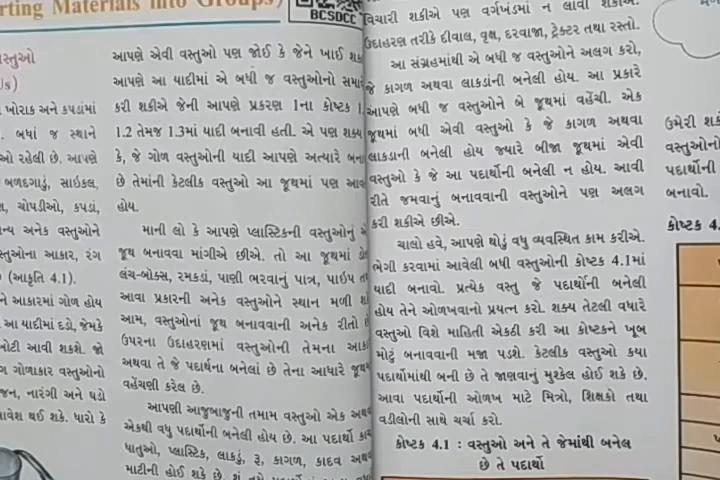 rting Materials into Groups)
BCSDCC
વસ્તુઓ
ખોરાક અને કપડાંમાં
બધાં જ સ્થાને
ઓ રહેલી છે. આપણે
બળદગાડું, સાઇકલ,
ચોપડીઓ, કપડાં,
ન્ય અનેક વસ્તુઓને
સ્તુઓના આકાર, રંગ
(આકૃતિ 4.1).
ને આકારમાં ગોળ હોય
આ યાદીમાં દડો, જેમકે
ખોટી આવી શકશે. જો
ગોળાકાર વસ્તુઓનો
જન, નારંગી અને ઘડો
માવેશ થઈ શકે. ધારો કે
આપણે એવી વસ્તુઓ પણ જોઈ કે જેને ખાઈ
આપણે આ યાદીમાં એ બધી જ વસ્તુઓનો
કરી શકીએ જેની આપણે પ્રકરણ 1ના કોષ્ટક
1.2 તેમજ 1.3માં યાદી બનાવી હતી. એ પણ શક્ય
કે, જે ગોળ વસ્તુઓની યાદી આપણે અત્યારે
છે તેમાંની કેટલીક વસ્તુઓ આ જૂથમાં પણ
હોય.
માની લો કે આપણે પ્લાસ્ટિકની વસ્તુઓનું
જૂથ બનાવવા માંગીએ છીએ. તો આ જૂથમાં
લંચ-બોક્સ, રમકડાં, પાણી ભરવાનું પાત્ર, પાઇપ
આવા પ્રકારની અનેક વસ્તુઓને સ્થાન મળી
આમ, વસ્તુઓનાં જૂથ બનાવવાની અનેક રીતો
ઉપરના ઉદાહરણમાં વસ્તુઓની તેમના
અથવા તે જે પદાર્થના બનેલાં છે તેના આધારે
વહેંચણી કરેલ છે.
આપણી આજુબાજુની તમામ વસ્તુઓ એક
એકથી વધુ પદાર્થોની બનેલી હોય છે. આ પદાર્થો
ધાતુઓ, પ્લાસ્ટિક, લાકડું, રૂ, કાગળ, કાદવ
માટીની હોઈ શકે છે.
વિચારી શકીએ પણ વર્ગખંડમાં ન લાવી શકીએ.
ઉદાહરણ તરીકે દીવાલ, વૃક્ષ, દરવાજા, ટ્રેક્ટર તથા રસ્તો.
આ સંગ્રહમાંથી એ બધી જ વસ્તુઓને અલગ કરો,
જે કાગળ અથવા લાકડાંની બનેલી હોય. આ પ્રકારે
આપણે બધી જ વસ્તુઓને બે જૂથમાં વહેંચી. એક
જૂથમાં બધી એવી વસ્તુઓ કે જે કાગળ અથવા
લાકડાની બનેલી હોય જ્યારે બીજા જૂથમાં એવી
વસ્તુઓ કે જે આ પદાર્થોની બનેલી ન હોય. આવી
રીતે જમવાનું બનાવવાની વસ્તુઓને પણ અલગ
કરી શકીએ છીએ.
ચાલો હવે, આપણે થોડું વધુ વ્યવસ્થિત કામ કરીએ.
ભેગી કરવામાં આવેલી બધી વસ્તુઓની કોષ્ટક 4.1માં
યાદી બનાવો. પ્રત્યેક વસ્તુ જે પદાર્થોની બનેલી
હોય તેને ઓળખવાનો પ્રયત્ન કરો. શક્ય તેટલી વધારે
વસ્તુઓ વિશે માહિતી એકઠી કરી આ કોષ્ટકને ખૂબ
મોટું બનાવવાની મજા પડશે. કેટલીક વસ્તુઓ કયા
પદાર્થોમાંથી બની છે તે જાણવાનું મુશ્કેલ હોઈ શકે છે.
આવા પદાર્થોની ઓળખ માટે મિત્રો, શિક્ષકો તથા
વડીલોની સાથે ચર્ચા કરો.
કોષ્ટક 4.1 : વસ્તુઓ અને તે જેમાંથી બનેલ
છે તે પદાર્થો
ઉમેરી
વસ્તુઓનો
પદાર્થોની
બનાવો.
કોષ્ટક 4.